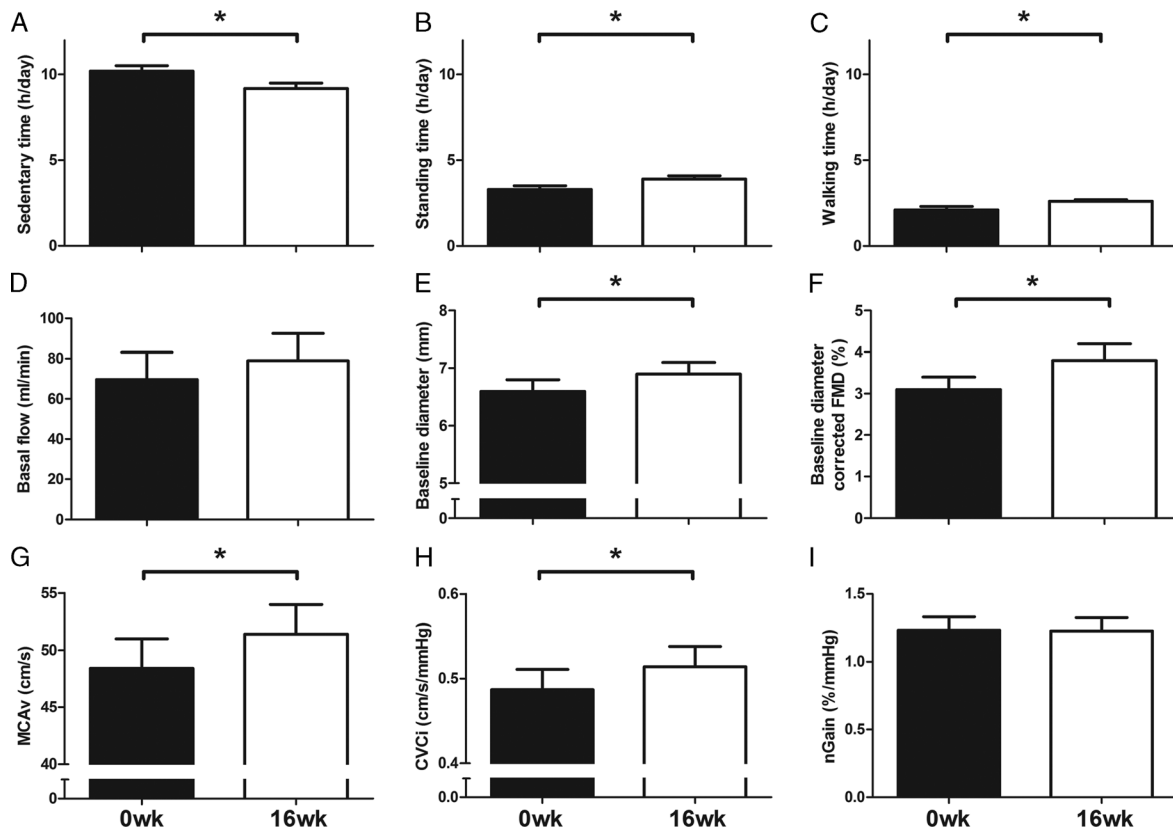 A
*
Sedentary time (h/day)
10
5
0
B
*
Standing time (h/day)
10
5
0
C
*
Walking time (h/day)
10
5
0
D
Basal flow (ml/min)
100
80
60
40
20
0
E
*
Baseline diameter (mm)
8
7
6
5
0
F
*
Baseline diameter
corrected FMD (%)
5
4
3
2
1
0
G
*
MCAv (cm/s)
55
50
45
40
0
0wk
16wk
H
*
CVCi (cm/s/mmHg)
0.6
0.5
0.4
0.0
0wk
16wk
I
nGain (%/mmHg)
1.5
1.0
0.5
0.0
0wk
16wk